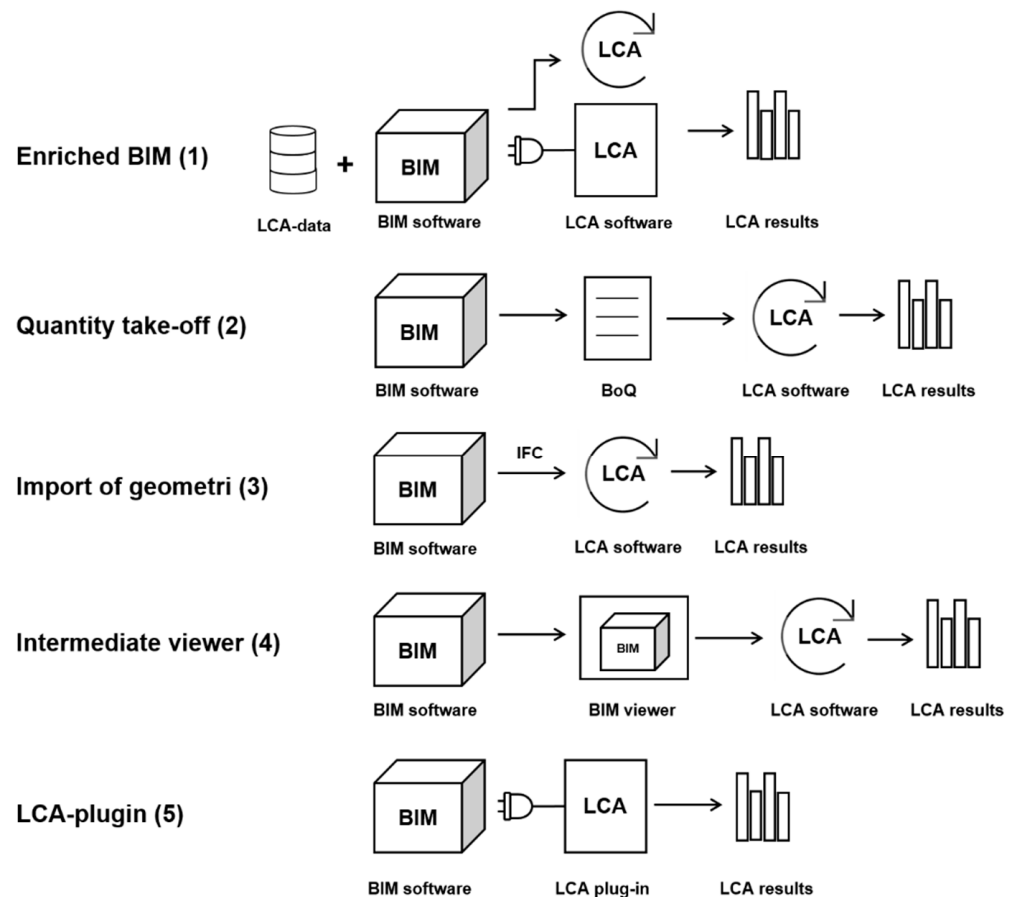 LCA
Enriched BIM (1)
+
BIM
LCA
LCA-data
BIM software
LCA software
LCA results
Quantity take-off (2)
BIM
LCA
BIM software
BoQ
LCA software
LCA results
IFC
Import of geometri (3)
BIM
LCA
BIM software
LCA software
LCA results
Intermediate viewer (4)
BIM
BIM
LCA
BIM software
BIM viewer
LCA software
LCA results
LCA-plugin (5)
BIM
LCA
BIM software
LCA plug-in
LCA results